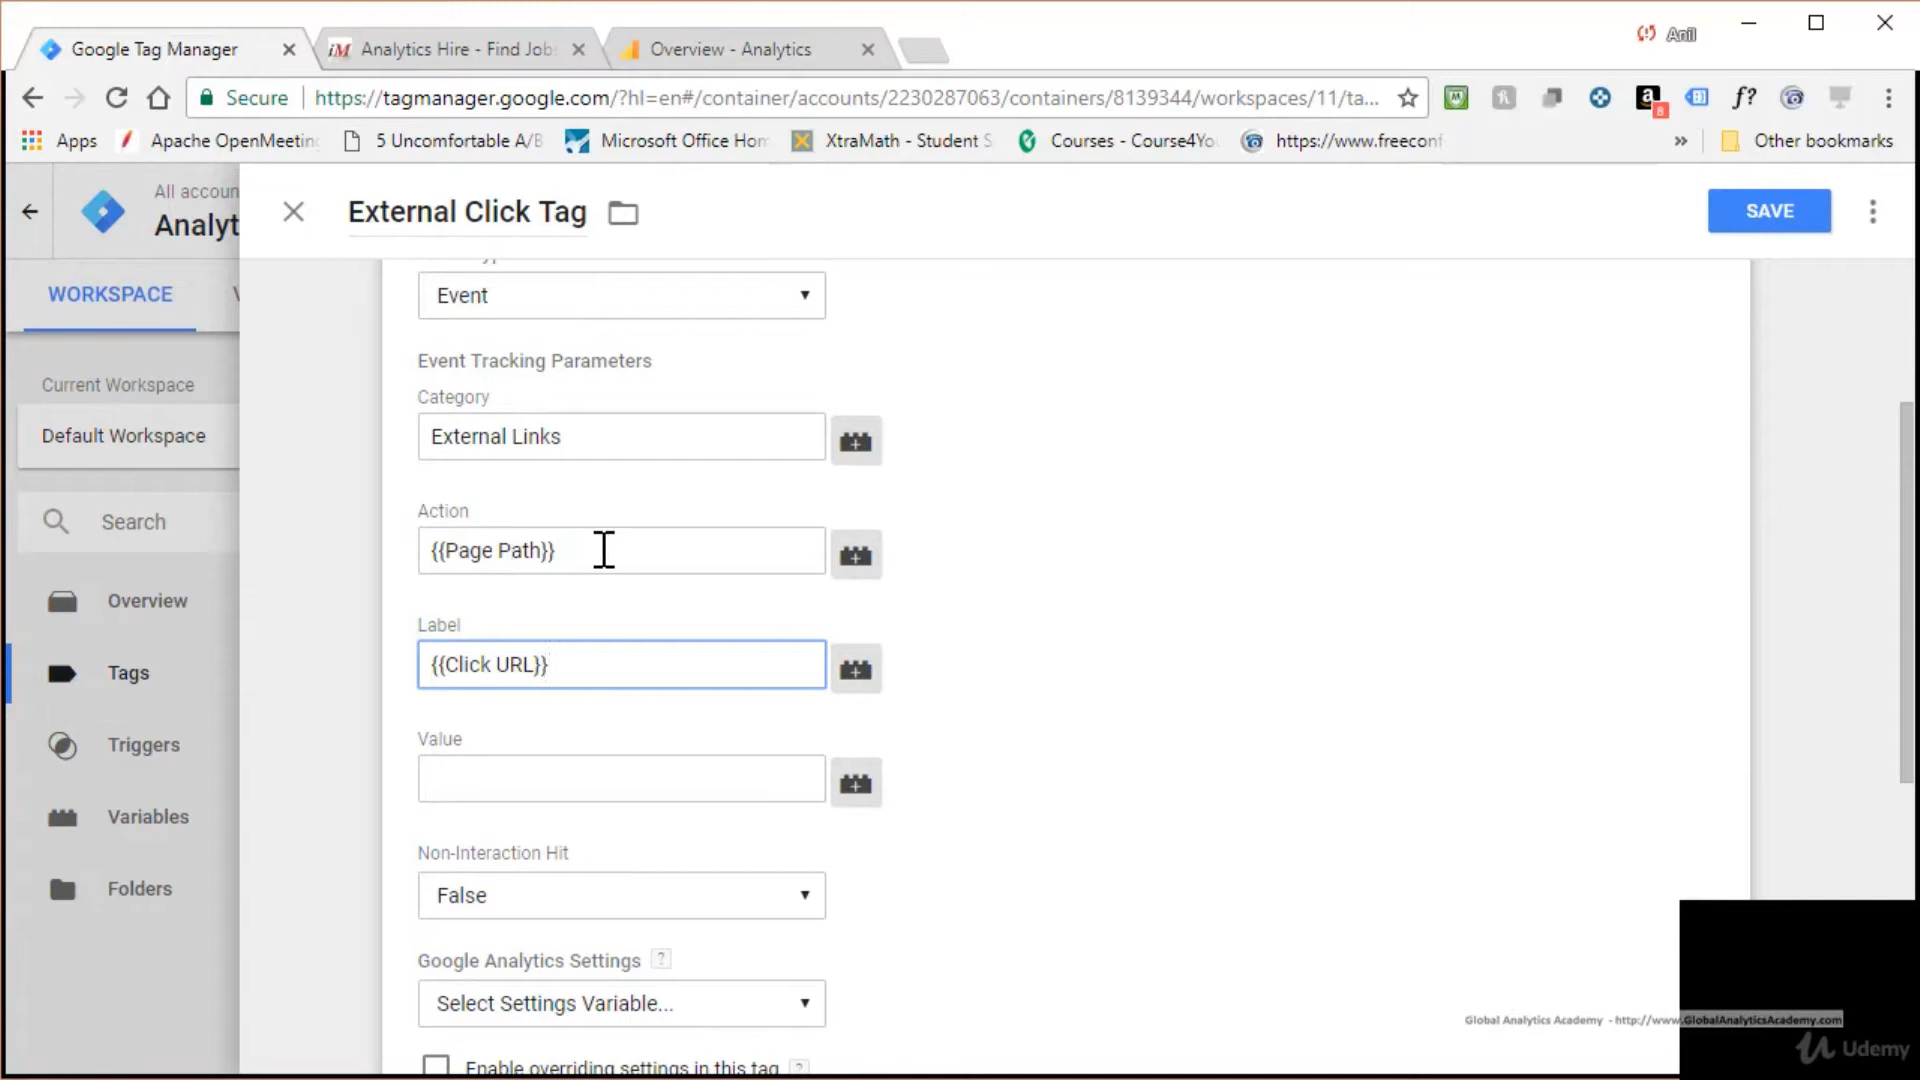 Google Tag Manager
iM Analytics Hire - Find Job
Overview - Analytics
Anil
Secure
https://tagmanager.google.com/?hl=en#/container/accounts/2230287063/containers/8139344/workspaces/11/ta...
8
f?
Apps
Apache OpenMeeting
5 Uncomfortable A/B
Microsoft Office Hom
XtraMath - Student S
Courses - Course4Yo
https://www.freeconf
»
Other bookmarks
All accoun
Analyt
External Click Tag
SAVE
WORKSPACE
Event
Event Tracking Parameters
Current Workspace
Category
Default Workspace
External Links
Action
Search
{{Page Path}}
Overview
Label
Tags
{{Click URL}}
Triggers
Value
Variables
Non-Interaction Hit
Folders
False
Google Analytics Settings ?
Select Settings Variable...
Global Analytics Academy - http://www.GlobalAnalyticsAcademy.com
Udemy
Enable overriding settings in this tag ?